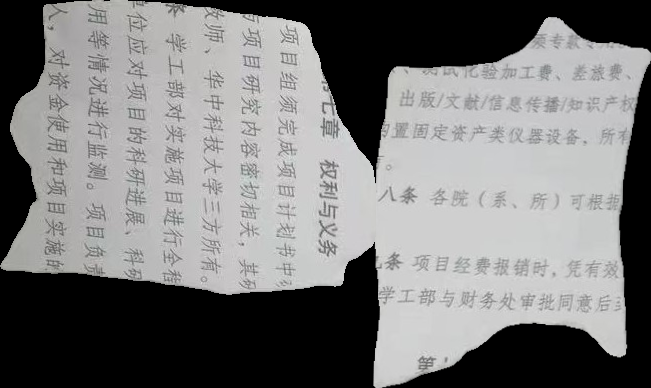 章 权利与义务
项目组须完成项目计划书中
与项目研究内容密切相关，其
教师、华中科技大学三方所有。
条 学工部对实施项目进行全
单位应对项目的科研进展、科研
用等情况进行监测。项目负责
人，对资金使用和项目实施的
测试化验加工费、差旅费、
出版/文献/信息传播/知识产权
置固定资产类仪器设备，所有
。
八条 各院（系、所）可根据
条 项目经费报销时，凭有效
学工部与财务处审批同意后
第